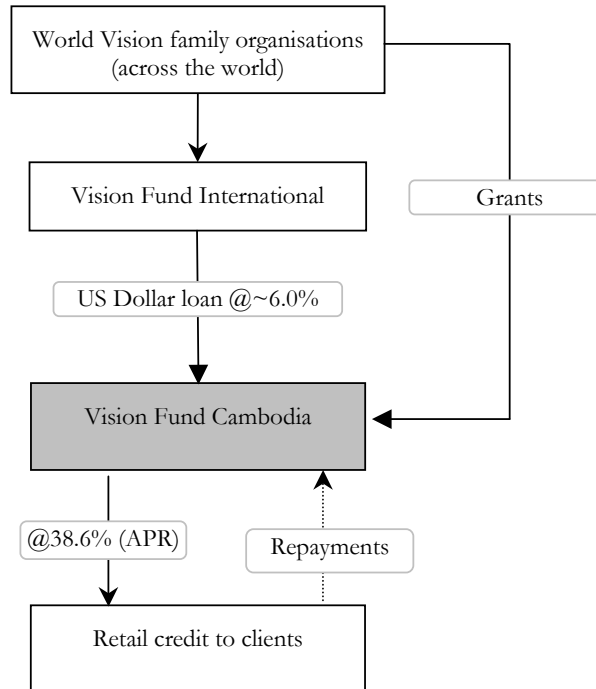 World Vision family organisations
(across the world)
Vision Fund International
Grants
US Dollar loan @~6.0%
Vision Fund Cambodia
@38.6% (APR)
Repayments
Retail credit to clients